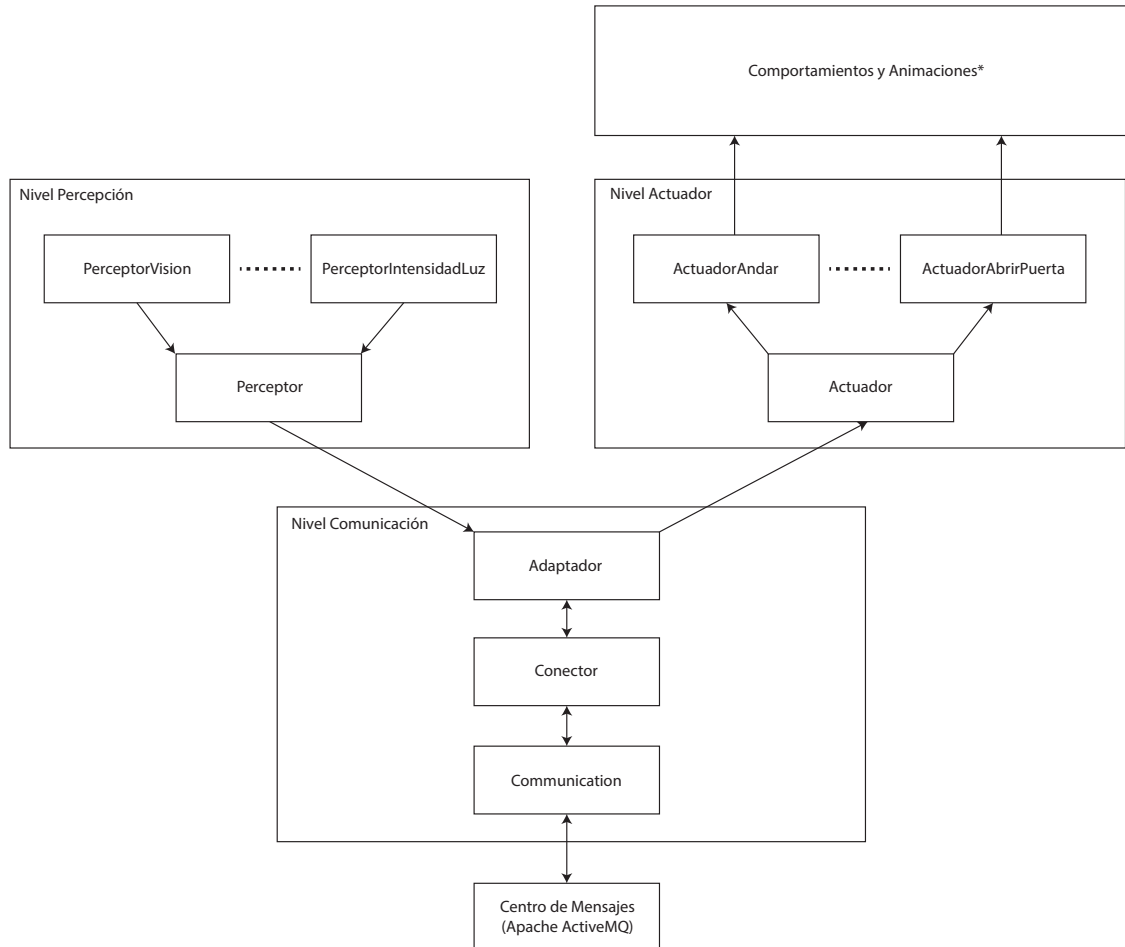 Comportamientos y Animaciones*
Nivel Percepción
PerceptorVision
PerceptorIntensidadLuz
Perceptor
Nivel Actuador
ActuadorAndar
ActuadorAbrirPuerta
Actuador
Nivel Comunicación
Adaptador
Conector
Communication
Centro de Mensajes
(Apache ActiveMQ)